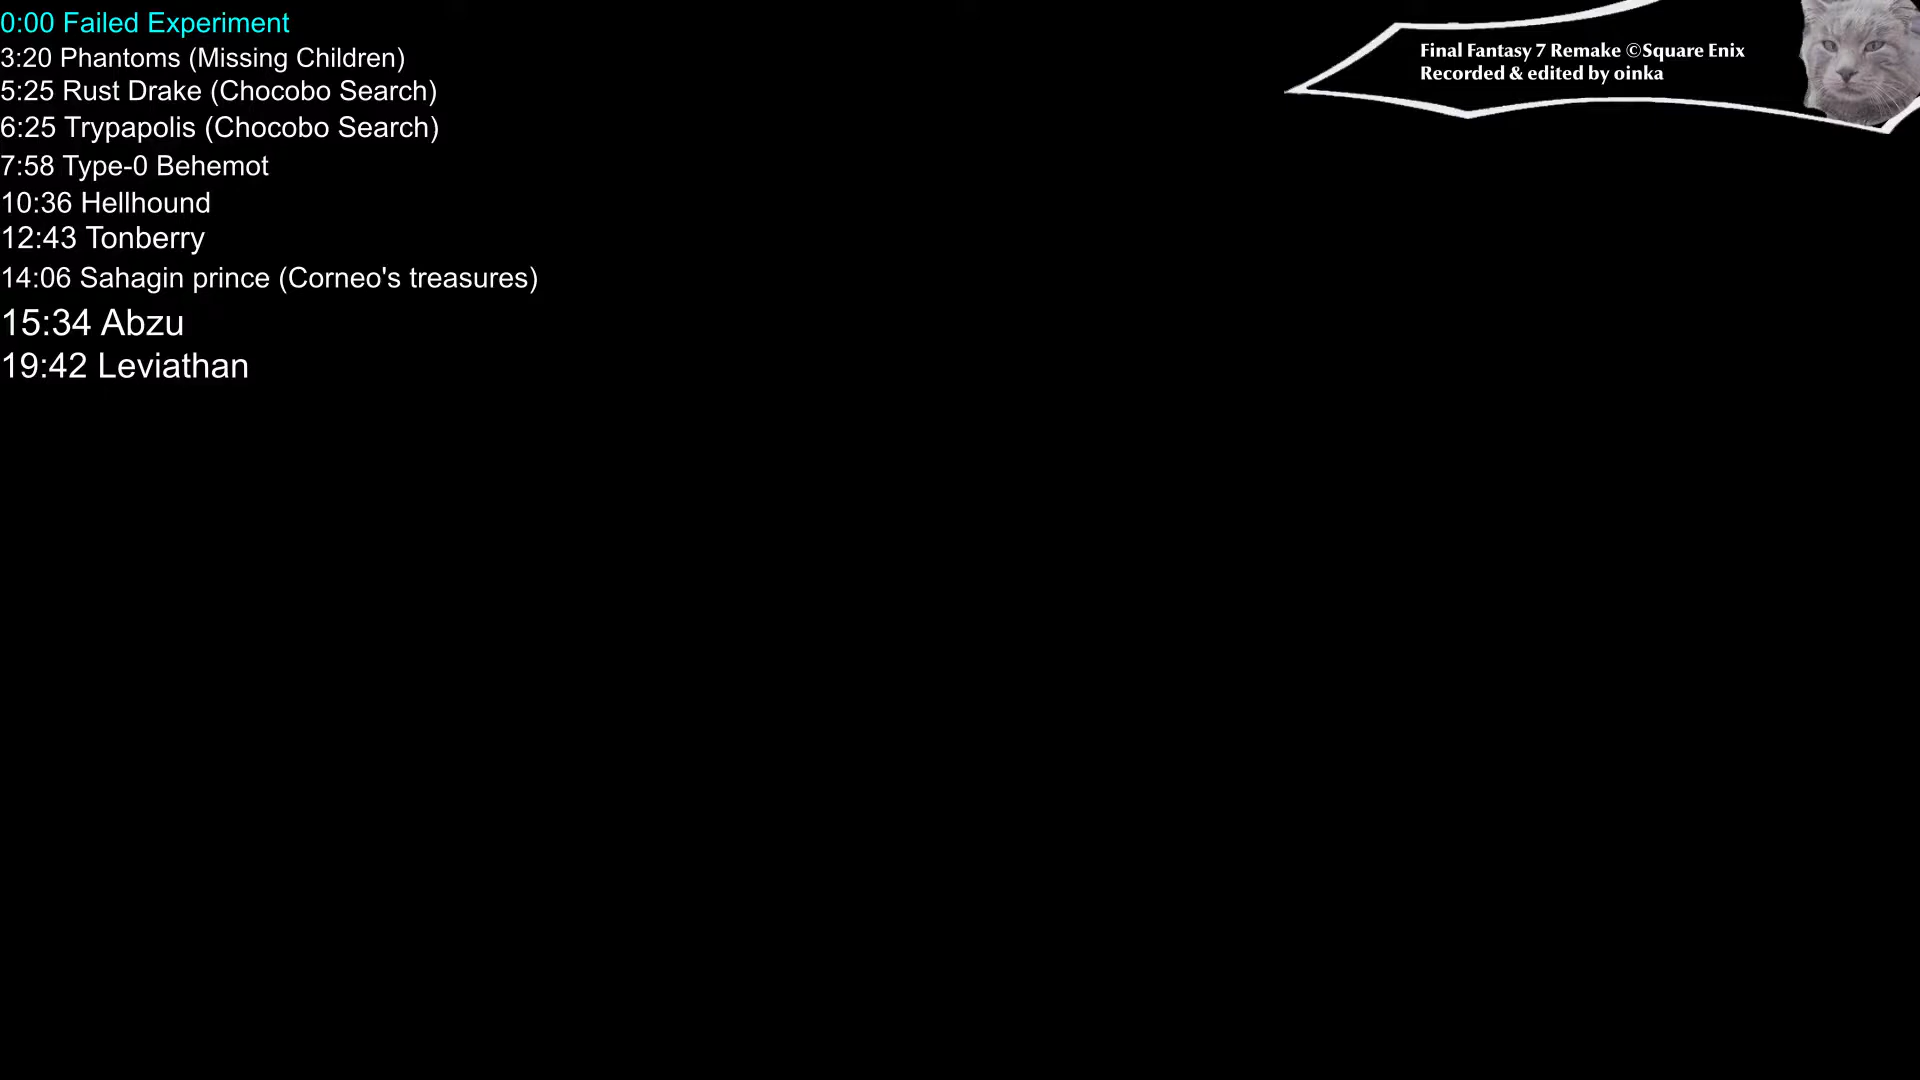 0:00 Failed Experiment
3:20 Phantoms (Missing Children)
5:25 Rust Drake (Chocobo Search)
6:25 Trypapolis (Chocobo Search)
7:58 Type-0 Behemot
10:36 Hellhound
12:43 Tonberry
14:06 Sahagin prince (Corneo's treasures)
15:34 Abzu
19:42 Leviathan
Final Fantasy 7 Remake ©Square Enix
Recorded & edited by oinka